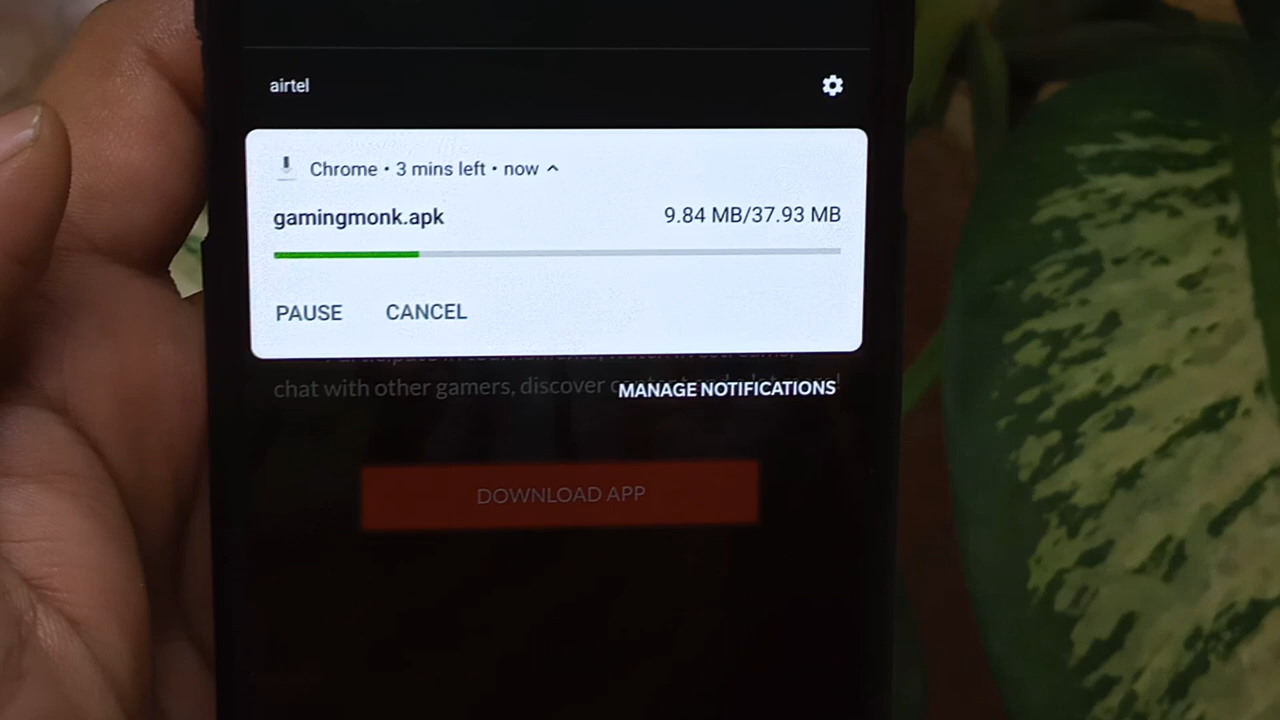 airtel
Chrome • 3 mins left • now
gamingmonk.apk 9.84 MB/37.93 MB
PAUSE CANCEL
chat with other gamers, discover
MANAGE NOTIFICATIONS
DOWNLOAD APP